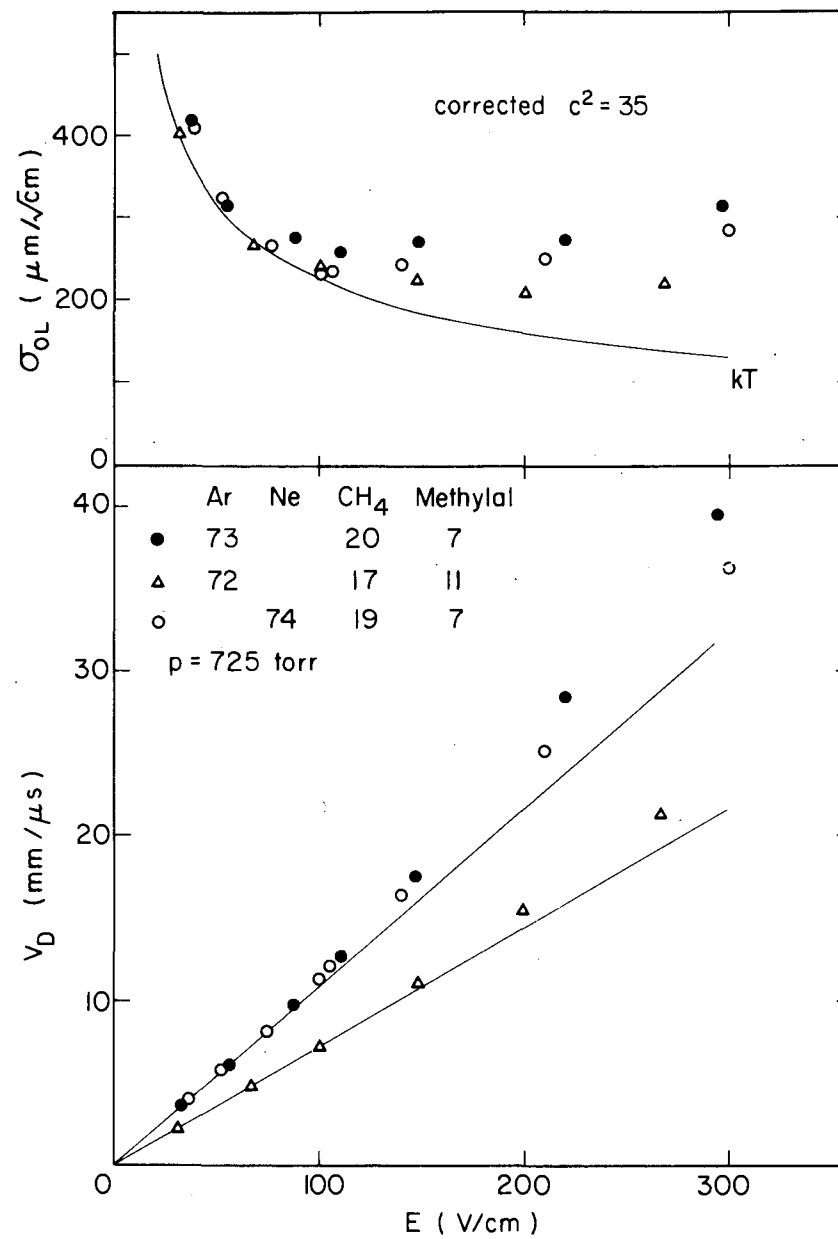 corrected c² = 35
400
200
0
σ_OL ( μm/√cm)
kT
Ar Ne CH₄ Methylal
● 73 20 7
△ 72 17 11
○ 74 19 7
p = 725 torr
40
30
20
10
V_D (mm/μs)
0 100 200 300
E ( V/cm)